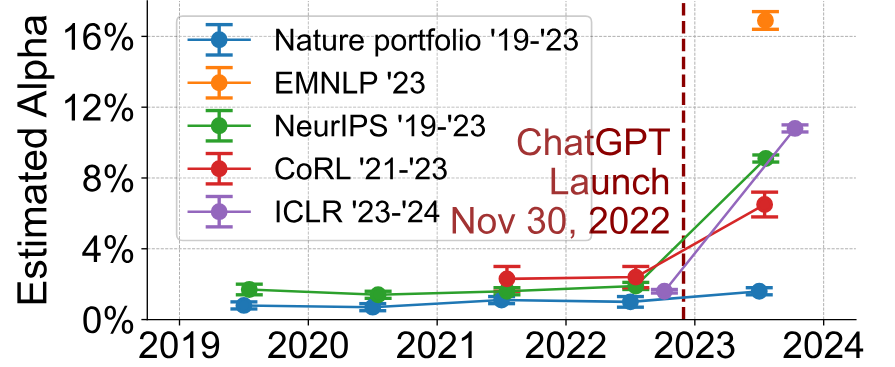 Estimated Alpha
16%
12%
8%
4%
0%
Nature portfolio '19-'23
EMNLP '23
NeurIPS '19-'23
CoRL '21-'23
ICLR '23-'24
ChatGPT
Launch
Nov 30, 2022
2019 2020 2021 2022 2023 2024